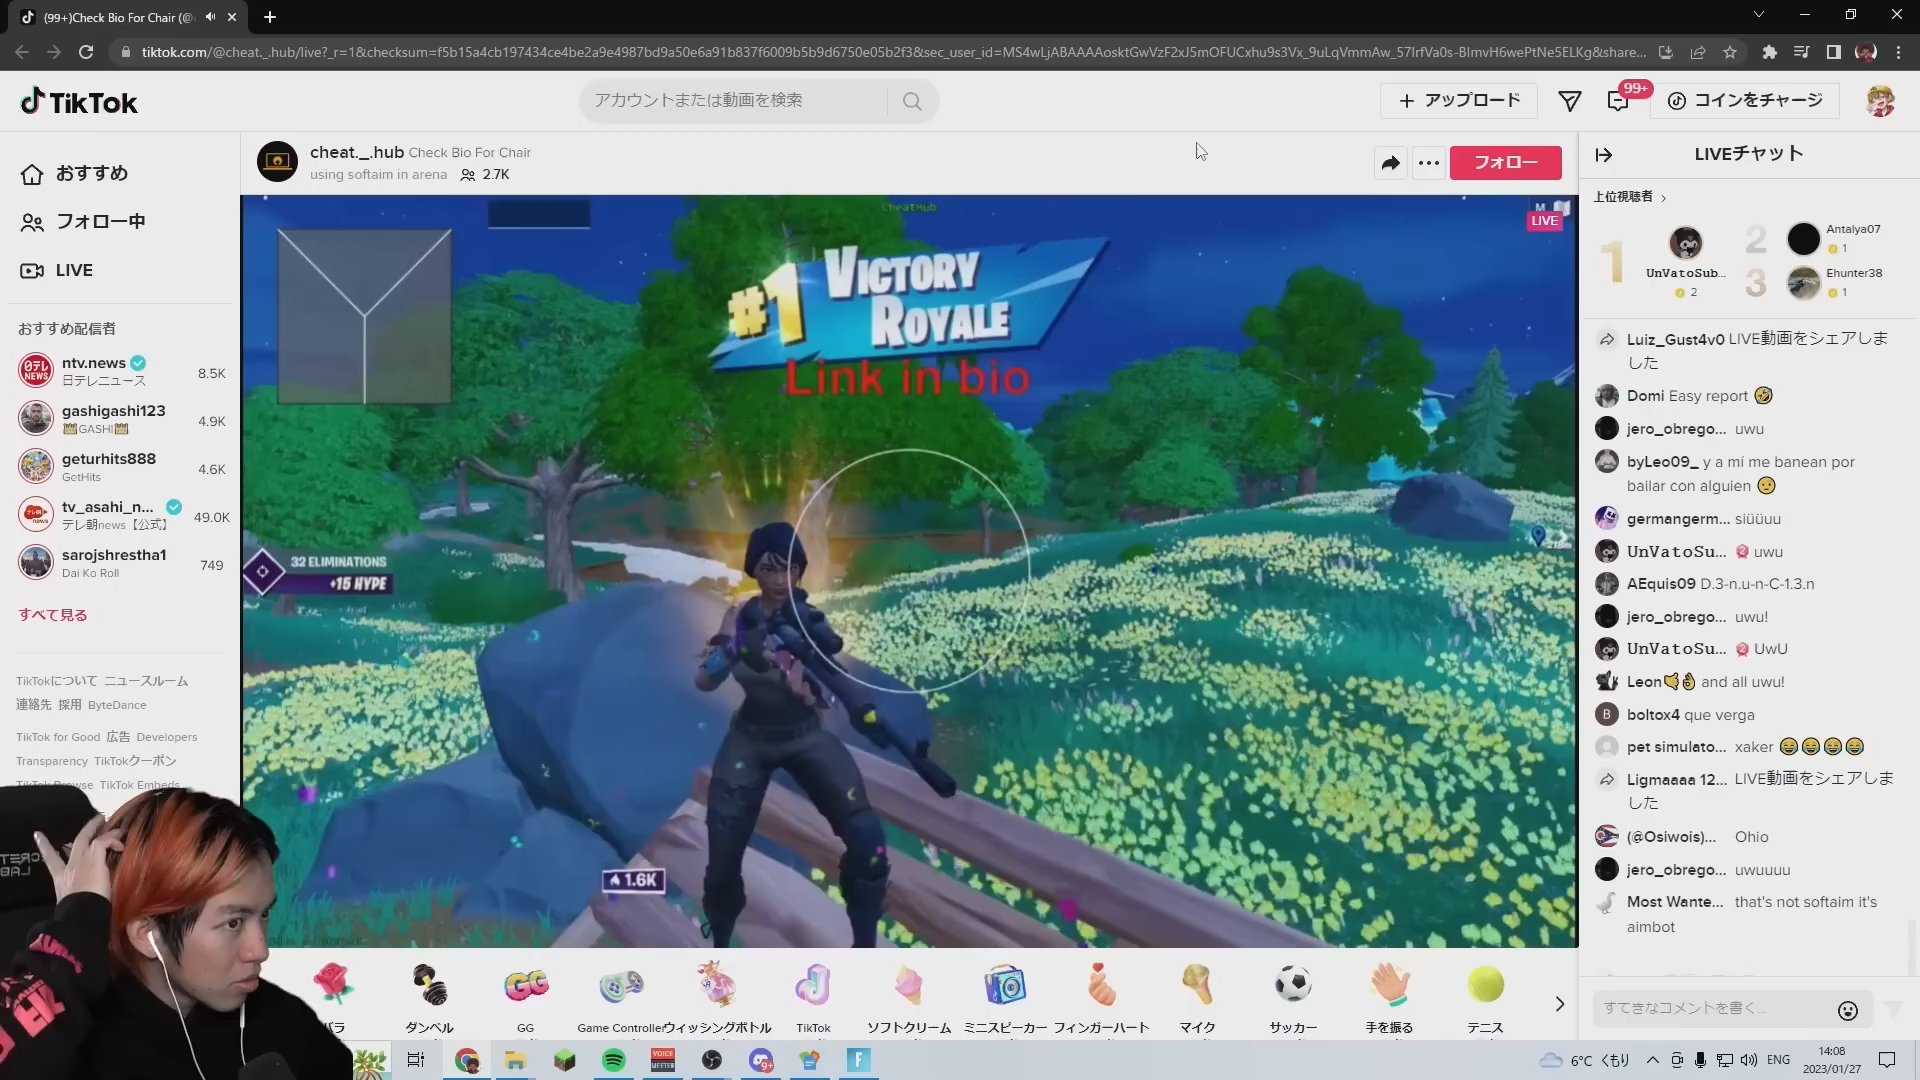 (99+)Check Bio For Chair (@
tiktok.com/@cheat._.hub/live?_r=1&checksum=f5b15a4cb197434ce4be2a9e4987bd9a50e6a91b837f6009b5b9d6750e05b2f3&sec_user_id=MS4wLjABAAAAosktGwVzF2xJ5mOFUCxhu9s3Vx_9uLqVmmAw_57IrfVa0s-BlmvH6wePtNe5ELKg&share...
TikTok
アカウントまたは動画を検索
アップロード
99+
コインをチャージ
おすすめ
フォロー中
LIVE
おすすめ配信者
ntv.news
日テレニュース
8.5K
gashigashi123
GASHI
4.9K
geturhits888
GetHits
4.6K
tv_asahi_n...
テレ朝news【公式】
49.0K
sarojshrestha1
Dai Ko Roll
749
すべて見る
TikTokについて ニュースルーム
連絡先 採用 ByteDance
TikTok for Good 広告 Developers
Transparency TikTokクーポン
TikTok Browse TikTok Embeds
cheat._.hub Check Bio For Chair
using softaim in arena 2.7K
フォロー
CheatHub
M
LIVE
#1 VICTORY
ROYALE
Link in bio
32 ELIMINATIONS
+15 HYPE
1.6K
LIVEチャット
上位視聴者
1
UnVatoSub...
2
2
Antalya07
1
3
Ehunter38
1
Luiz_Gust4v0 LIVE動画をシェアしま
した
Domi Easy report 🤣
jero_obrego... uwu
byLeo09_ y a mí me banean por
bailar con alguien 😟
germangerm... siüüuu
UnVatoSu... uwu
AEquis09 D.3-n.u-n-C-1.3.n
jero_obrego... uwu!
UnVatoSu... UwU
Leon🤜👌 and all uwu!
boltox4 que verga
pet simulato... xaker 😂😂😂😂
Ligmaaaa 12... LIVE動画をシェアしま
した
(@Osiwois)... Ohio
jero_obrego... uwuuuu
Most Wante... that's not softaim it's
aimbot
すてきなコメントを書く...
バラ
ダンベル
GG
Game Controller
ウィッシングボトル
TikTok
ソフトクリーム
ミニスピーカー
フィンガーハート
マイク
サッカー
手を振る
テニス
VOICE
MEETER
6°C くもり
ENG
14:08
2023/01/27